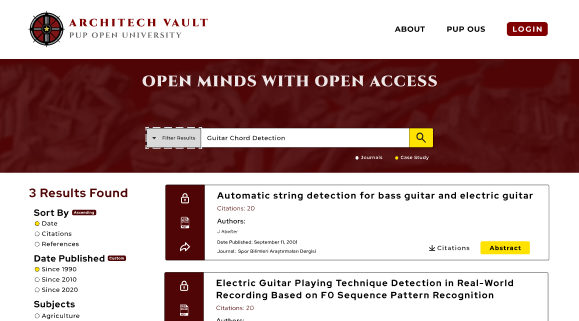 ARCHITECH VAULT
PUP OPEN UNIVERSITY
ABOUT
PUP OUS
LOGIN
OPEN MINDS WITH OPEN ACCESS
Filter Results
Guitar Chord Detection
Journals
Case Study
3 Results Found
Sort By
Ascending
Date
Citations
References
Date Published
Custom
Since 1990
Since 2010
Since 2020
Subjects
Agriculture
Automatic string detection for bass guitar and electric guitar
Citations: 20
Authors:
J Abeßer
Date Published: September 11, 2001
Journal: Spor Bilimleri Araştırmaları Dergisi
Citations
Abstract
Electric Guitar Playing Technique Detection in Real-World
Recording Based on F0 Sequence Pattern Recognition
Citations: 20
Authors: